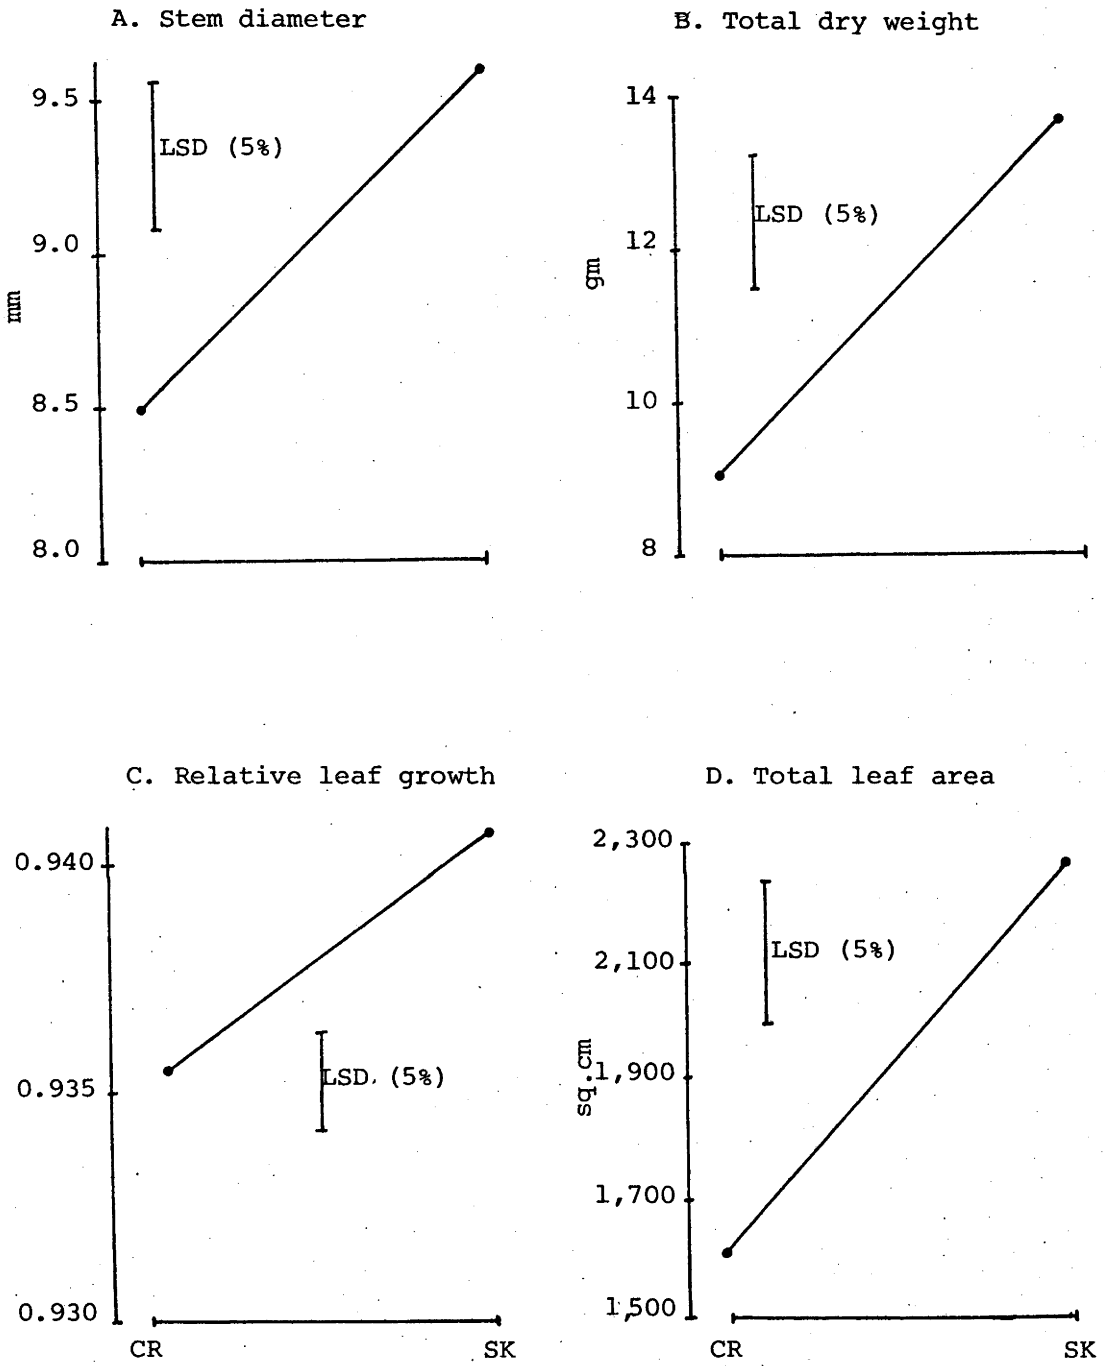 A. Stem diameter
9.5
LSD (5%)
9.0
mm
8.5
8.0
B. Total dry weight
14
LSD (5%)
12
gm
10
8
C. Relative leaf growth
0.940
LSD. (5%)
0.935
0.930
CR SK
D. Total leaf area
2,300
LSD (5%)
2,100
sq.cm
1,900
1,700
1,500
CR SK